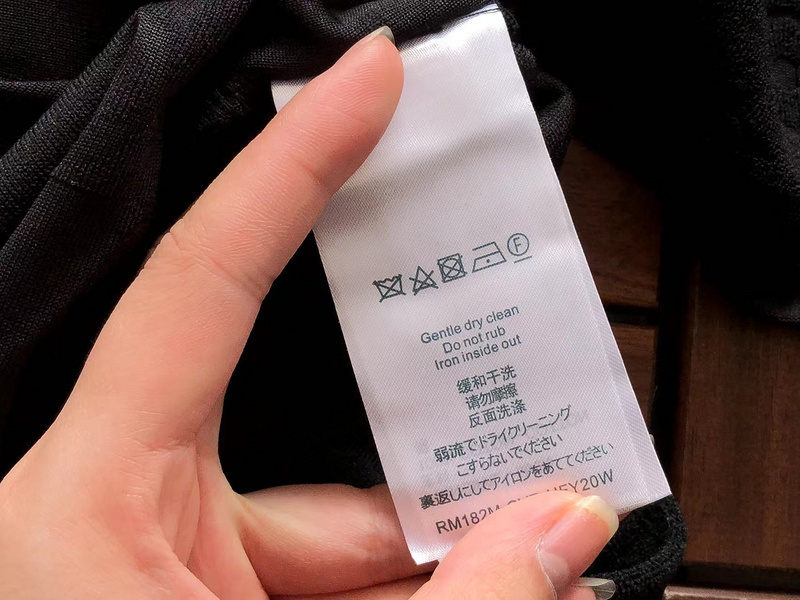 F
Gentle dry clean
Do not rub
Iron inside out
缓和干洗
请勿摩擦
反面洗涤
弱流でドライクリーニング
こすらないでください
裏返しにしてアイロンをあててください
RM182M